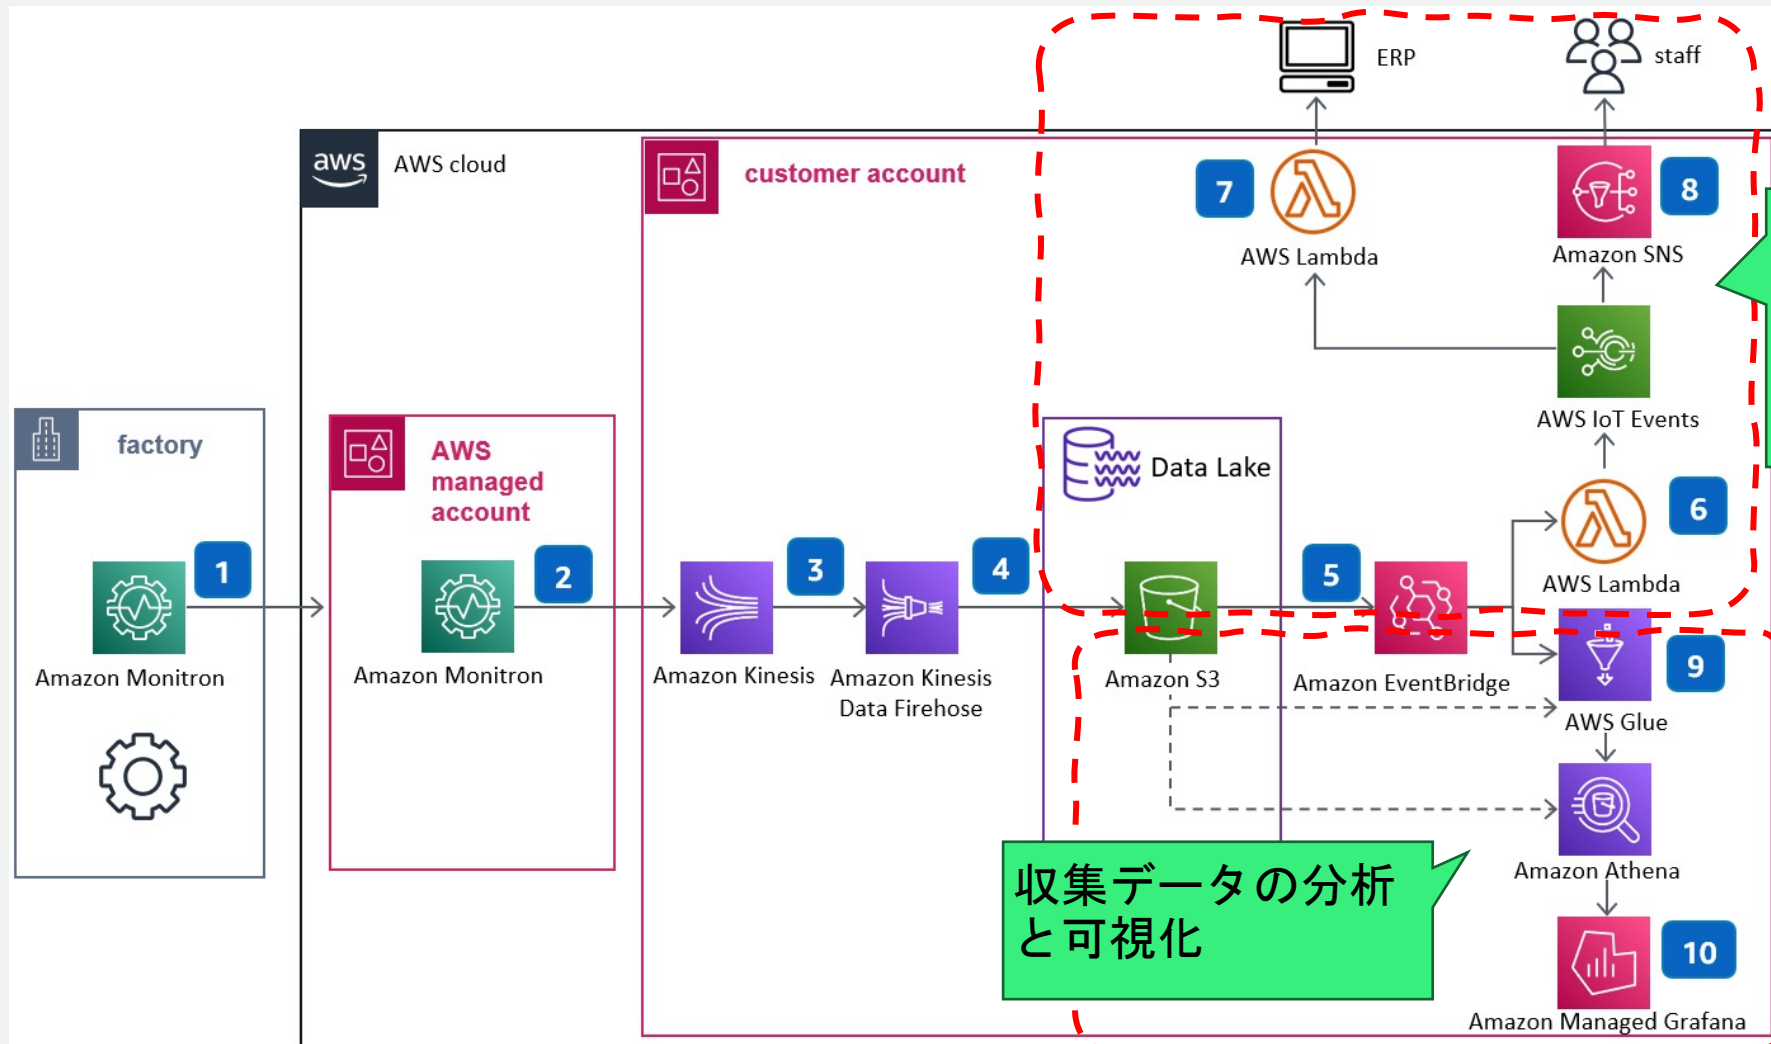 ERP
staff
aws
AWS cloud
customer account
7
8
AWS Lambda
Amazon SNS
AWS IoT Events
factory
AWS
managed
account
Data Lake
6
1
2
3
4
5
AWS Lambda
Amazon Monitron
Amazon Monitron
Amazon Kinesis
Amazon Kinesis
Data Firehose
Amazon S3
Amazon EventBridge
9
AWS Glue
Amazon Athena
収集データの分析
と可視化
10
Amazon Managed Grafana